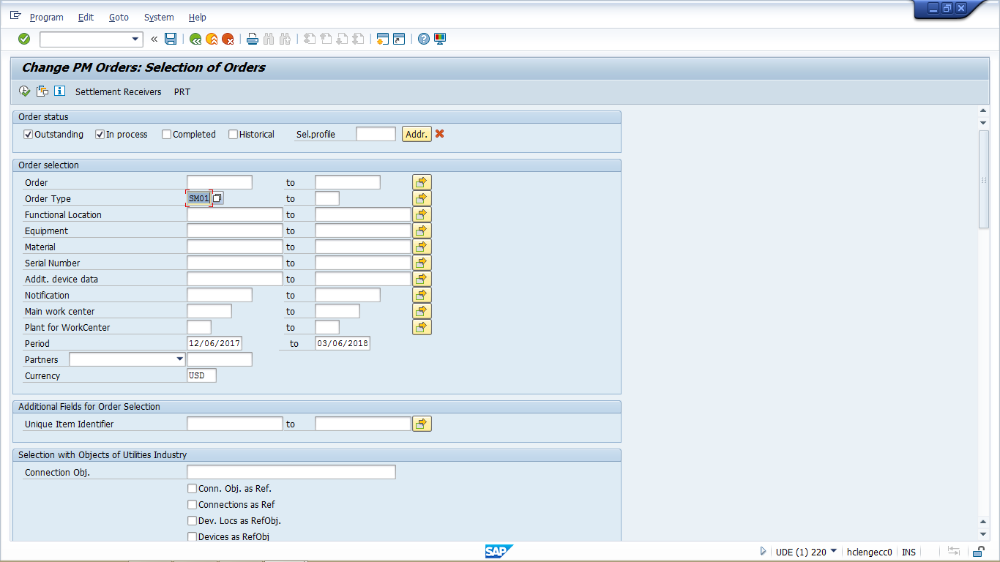 Program Edit Goto System Help
Change PM Orders: Selection of Orders
Settlement Receivers PRT
Order status
Outstanding In process Completed Historical Sel.profile Addr.
Order selection
Order to
Order Type SM01 to
Functional Location to
Equipment to
Material to
Serial Number to
Addit. device data to
Notification to
Main work center to
Plant for WorkCenter to
Period 12/06/2017 to 03/06/2018
Partners
Currency USD
Additional Fields for Order Selection
Unique Item Identifier to
Selection with Objects of Utilities Industry
Connection Obj.
Conn. Obj. as Ref.
Connections as Ref
Dev. Locs as RefObj.
Devices as RefObj
SAP UDE (1) 220 hclengecc0 INS